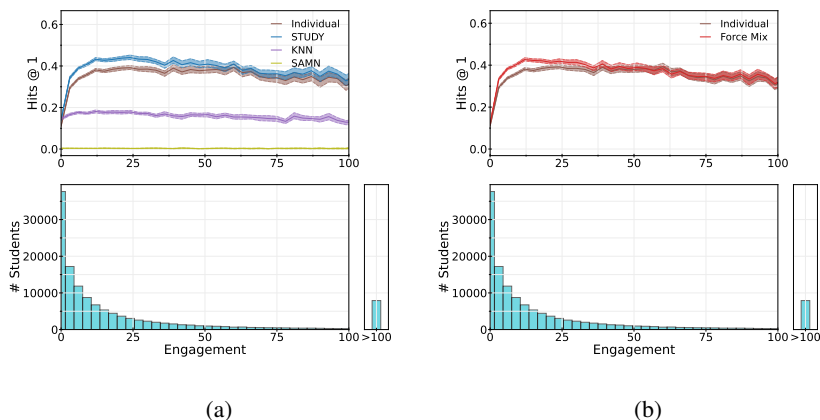 0.6
0.4
0.2
0.0
Hits @ 1
Individual
STUDY
KNN
SAMN
0 25 50 75 100
30000
20000
10000
0
# Students
0 25 50 75 100
>100
Engagement
(a)
0.6
0.4
0.2
0.0
Hits @ 1
Individual
Force Mix
0 25 50 75 100
30000
20000
10000
0
# Students
0 25 50 75 100
>100
Engagement
(b)